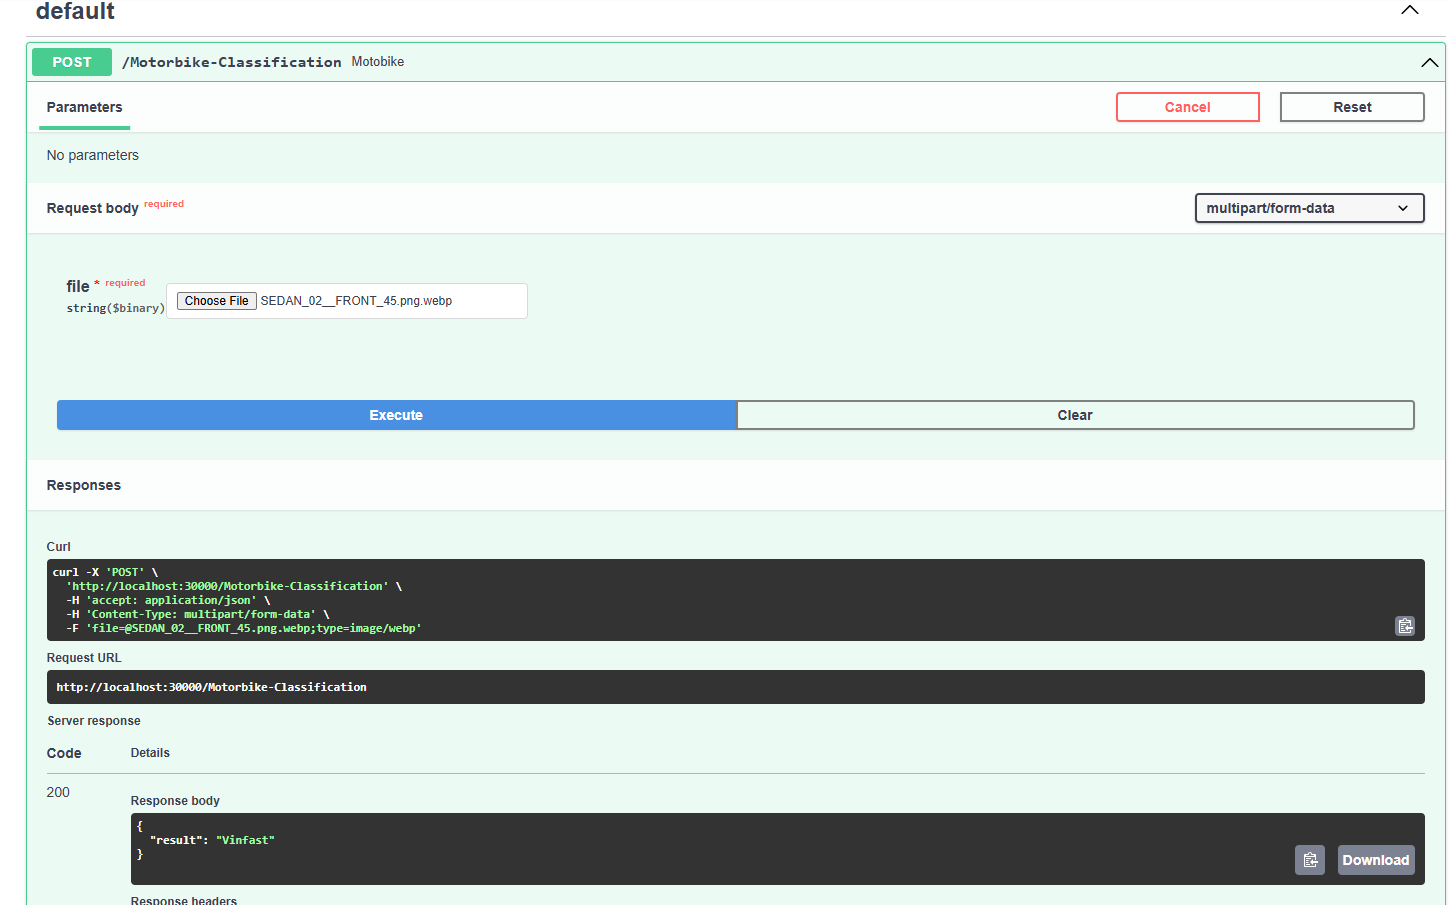 default
POST /Motorbike-Classification Motobike
Parameters
Cancel
Reset
No parameters
Request body required
multipart/form-data
file * required
string($binary)
Choose File SEDAN_02__FRONT_45.png.webp
Execute
Clear
Responses
Curl
curl -X 'POST' \
'http://localhost:30000/Motorbike-Classification' \
-H 'accept: application/json' \
-H 'Content-Type: multipart/form-data' \
-F 'file=@SEDAN_02__FRONT_45.png.webp;type=image/webp'
Request URL
http://localhost:30000/Motorbike-Classification
Server response
Code Details
200
Response body
{
"result": "Vinfast"
}
Download
Response headers